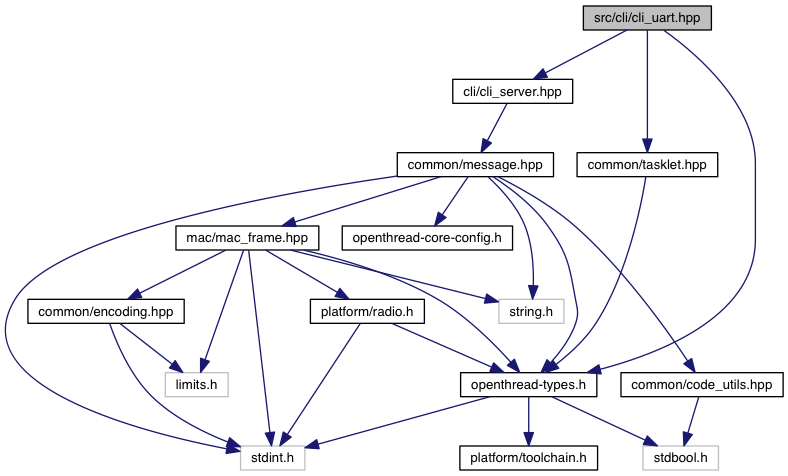 src/cli/cli_uart.hpp
cli/cli_server.hpp
common/message.hpp
common/tasklet.hpp
mac/mac_frame.hpp
openthread-core-config.h
common/encoding.hpp
platform/radio.h
string.h
limits.h
openthread-types.h
common/code_utils.hpp
stdint.h
platform/toolchain.h
stdbool.h